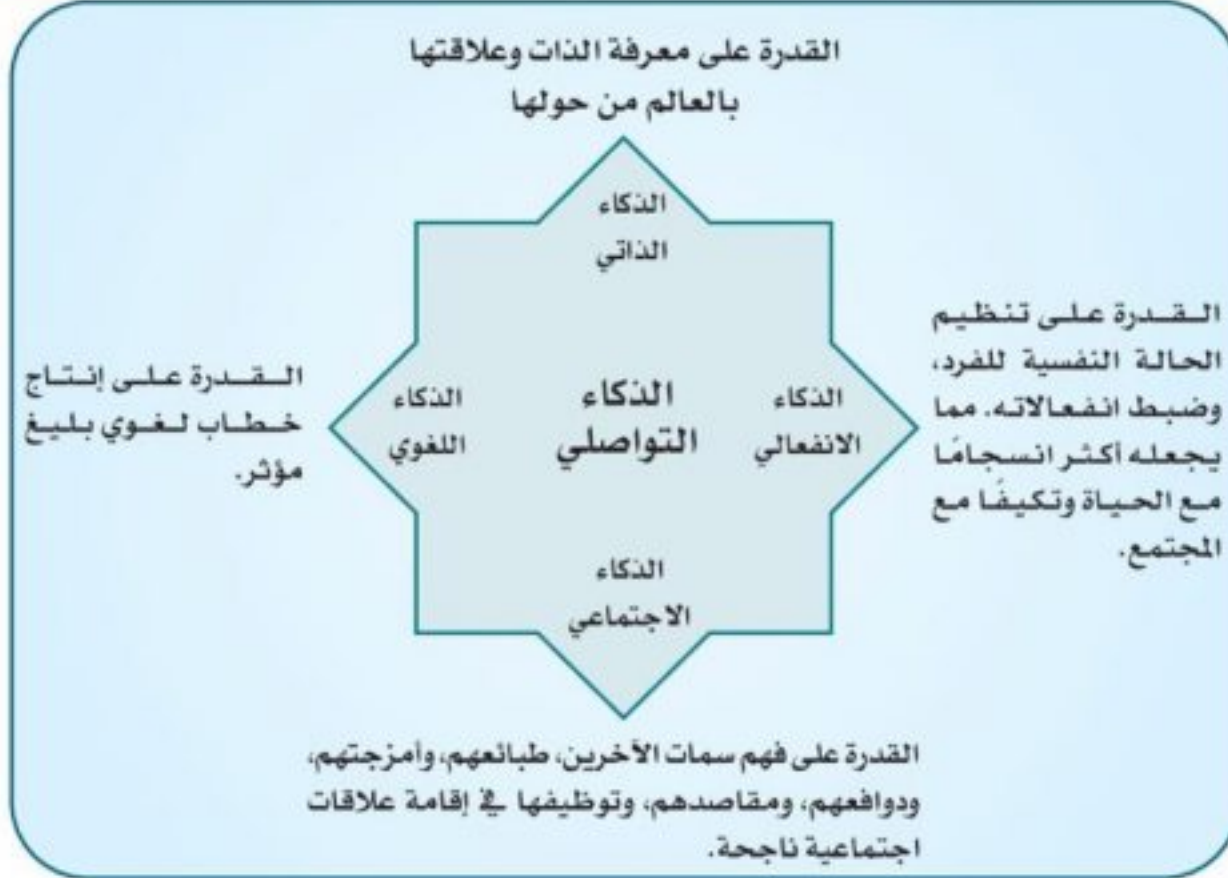 القدرة على معرفة الذات وعلاقتها
بالعالم من حولها
الذكاء
الذاتي
القدرة على تنظيم
الحالة النفسية للفرد،
وضبط انفعالاته. مما
يجعله أكثر انسجامًا
مع الحياة وتكيفًا مع
المجتمع.
الذكاء
الانفعالي
الذكاء
التواصلي
الذكاء
اللغوي
القدرة على إنتاج
خطاب لغوي بليغ
مؤثر.
الذكاء
الاجتماعي
القدرة على فهم سمات الآخرين، طبائعهم، وأمزجتهم،
ودوافعهم، ومقاصدهم، وتوظيفها في إقامة علاقات
اجتماعية ناجحة.